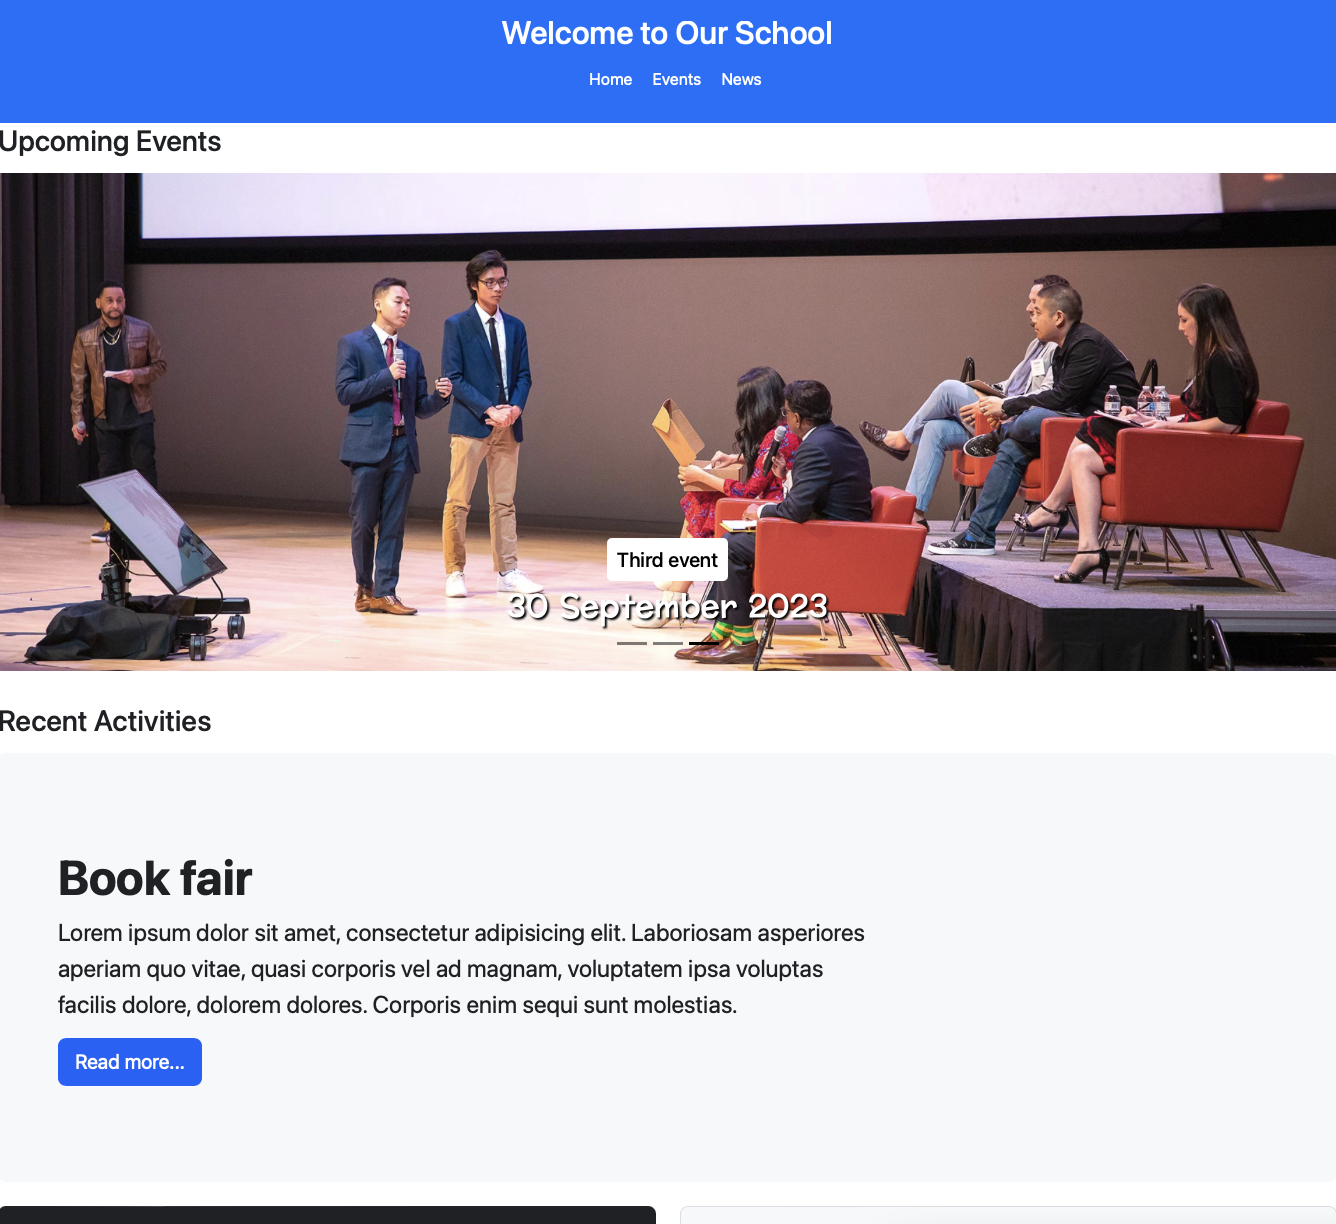 Welcome to Our School
Home Events News
Upcoming Events
Third event
30 September 2023
Recent Activities
Book fair
Lorem ipsum dolor sit amet, consectetur adipisicing elit. Laboriosam asperiores
aperiam quo vitae, quasi corporis vel ad magnam, voluptatem ipsa voluptas
facilis dolore, dolorem dolores. Corporis enim sequi sunt molestias.
Read more...